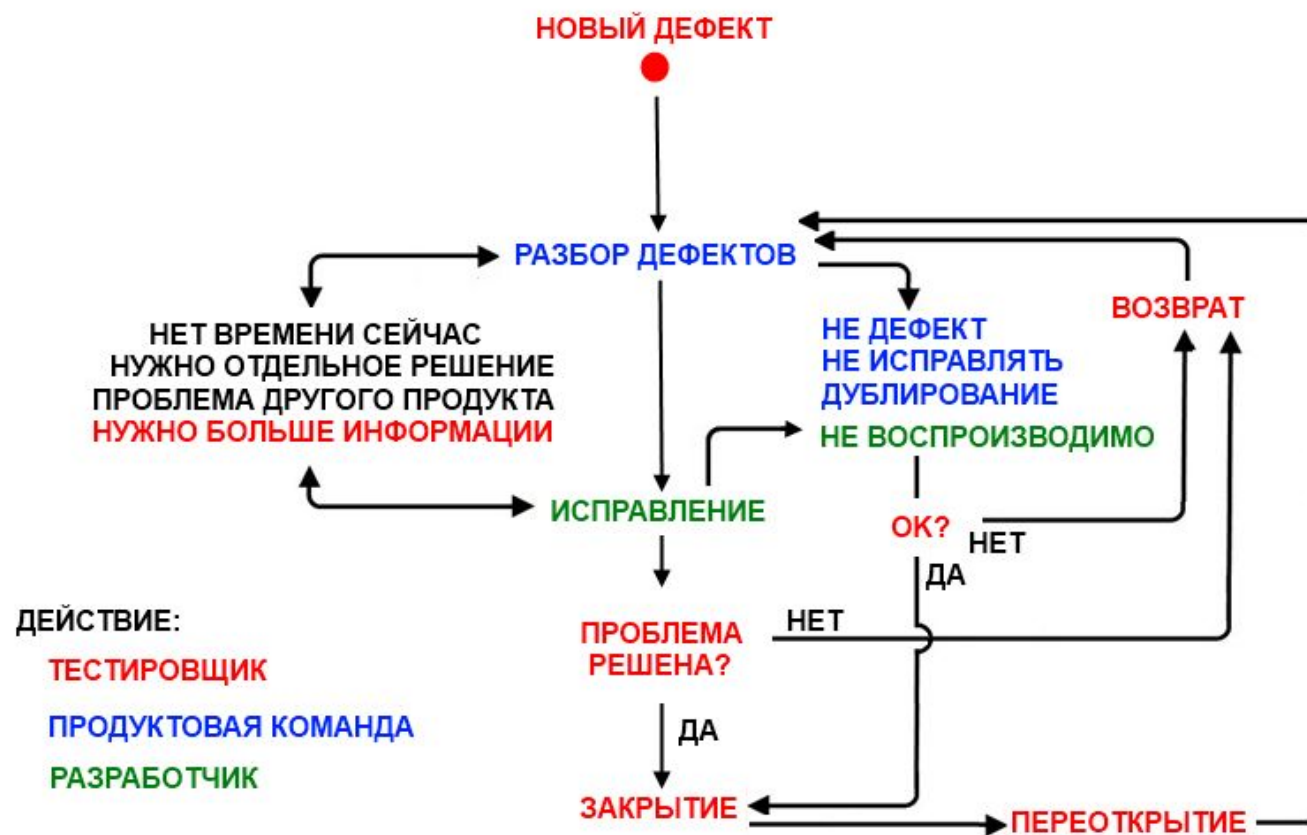 НОВЫЙ ДЕФЕКТ
РАЗБОР ДЕФЕКТОВ
НЕТ ВРЕМЕНИ СЕЙЧАС
НУЖНО ОТДЕЛЬНОЕ РЕШЕНИЕ
ПРОБЛЕМА ДРУГОГО ПРОДУКТА
НУЖНО БОЛЬШЕ ИНФОРМАЦИИ
НЕ ДЕФЕКТ
НЕ ИСПРАВЛЯТЬ
ДУБЛИРОВАНИЕ
НЕ ВОСПРОИЗВОДИМО
ВОЗВРАТ
ИСПРАВЛЕНИЕ
ОК?
НЕТ
ДА
ПРОБЛЕМА
РЕШЕНА?
НЕТ
ДА
ЗАКРЫТИЕ
ПЕРЕОТКРЫТИЕ
ДЕЙСТВИЕ:
ТЕСТИРОВЩИК
ПРОДУКТОВАЯ КОМАНДА
РАЗРАБОТЧИК